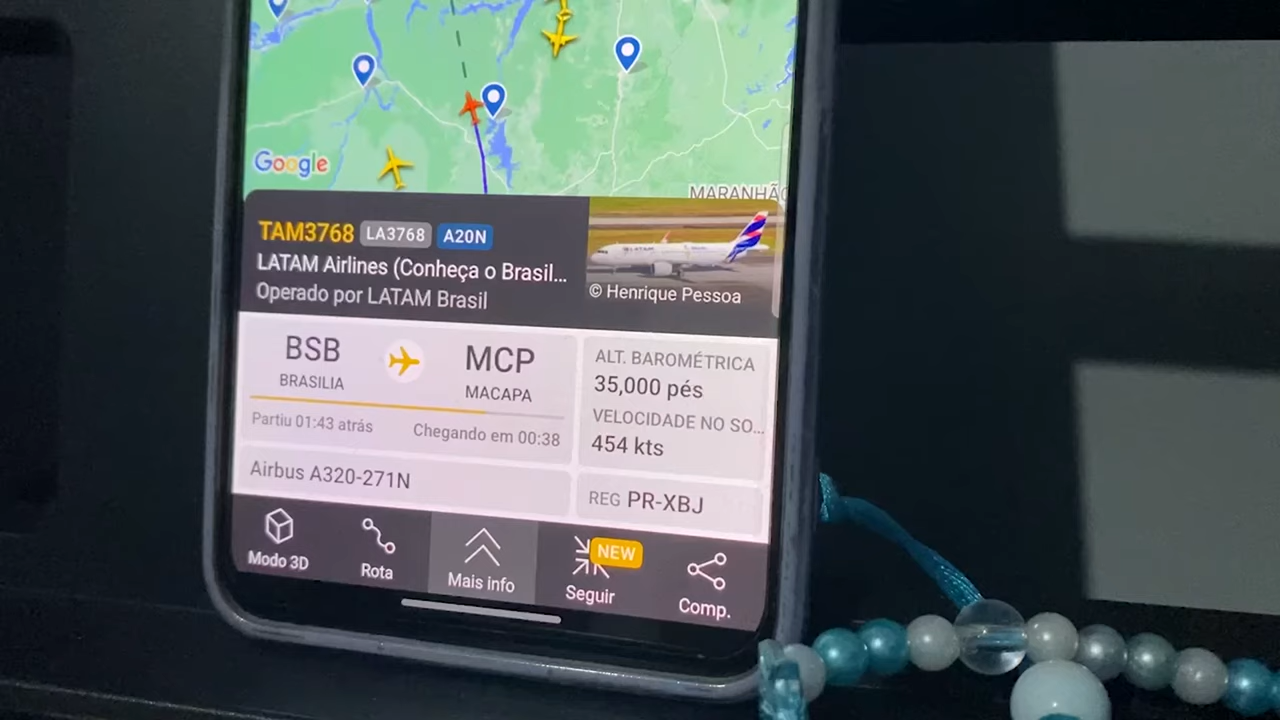 Google
MARANHÃO
TAM3768 LA3768 A20N
LATAM Airlines (Conheça o Brasil...
Operado por LATAM Brasil
© Henrique Pessoa
BSB
BRASILIA
MCP
MACAPA
Partiu 01:43 atrás
Chegando em 00:38
ALT. BAROMÉTRICA
35,000 pés
VELOCIDADE NO SO...
454 kts
Airbus A320-271N
REG PR-XBJ
Modo 3D
Rota
Mais info
NEW
Seguir
Comp.